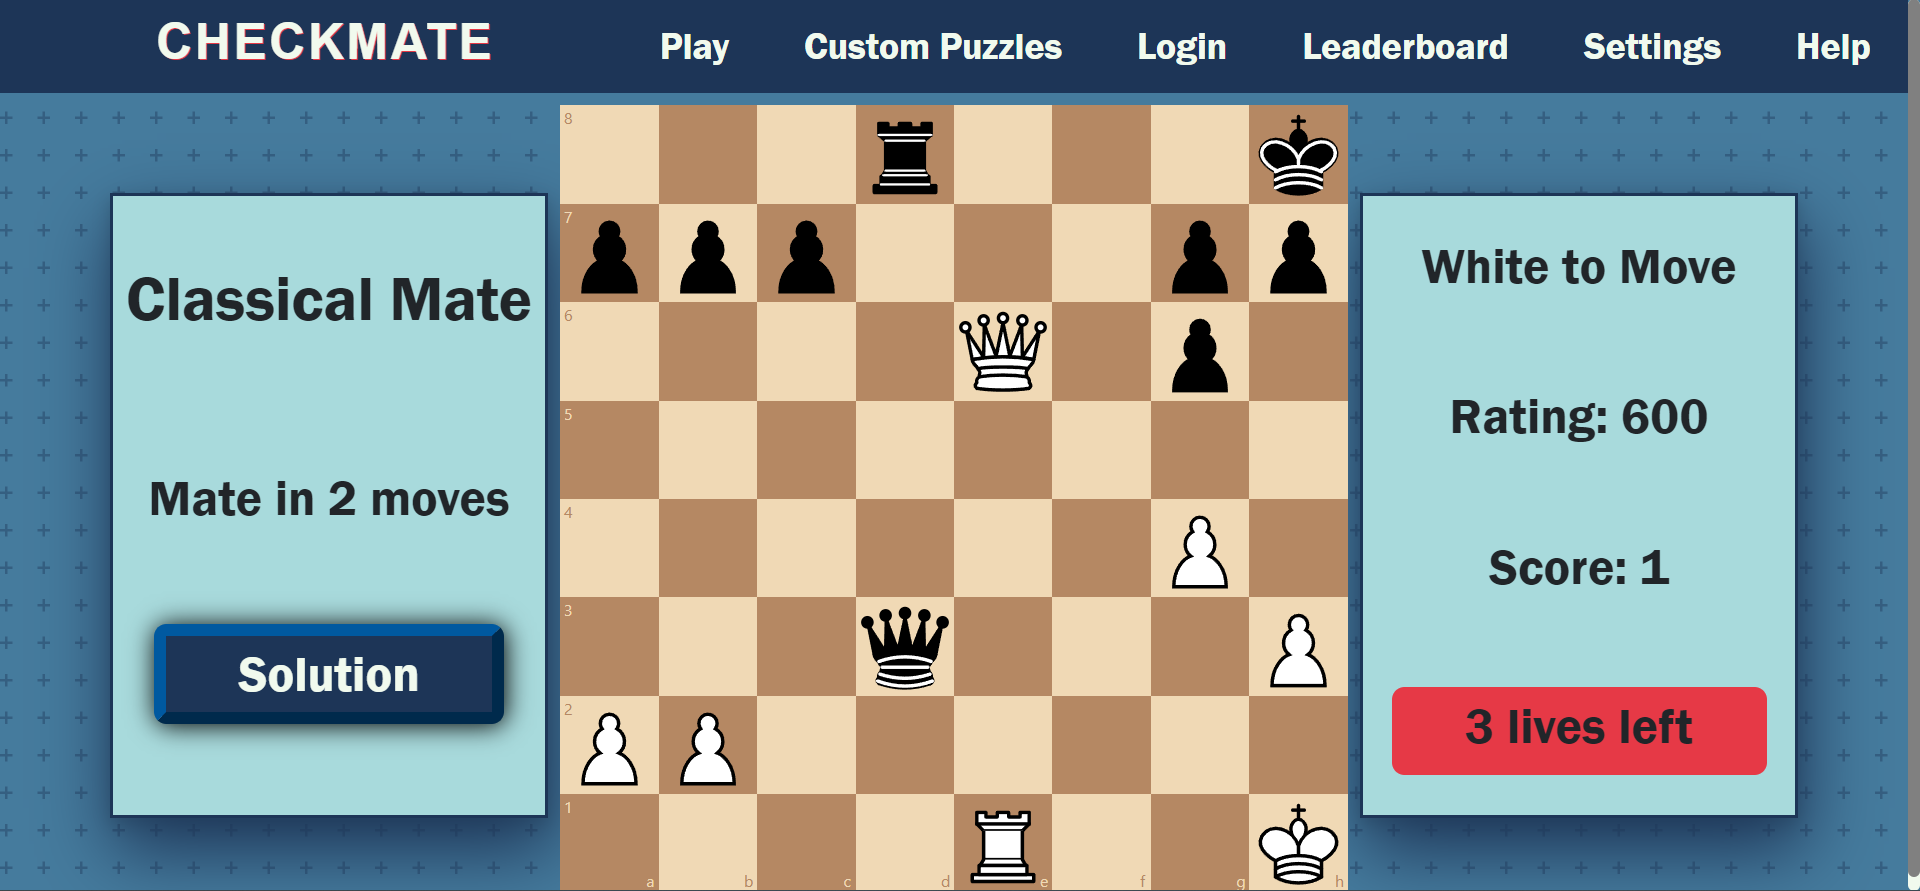 CHECKMATE Play Custom Puzzles Login Leaderboard Settings Help
Classical Mate
Mate in 2 moves
Solution
8
7
6
5
4
3
2
1
a b c d e f g h
White to Move
Rating: 600
Score: 1
3 lives left